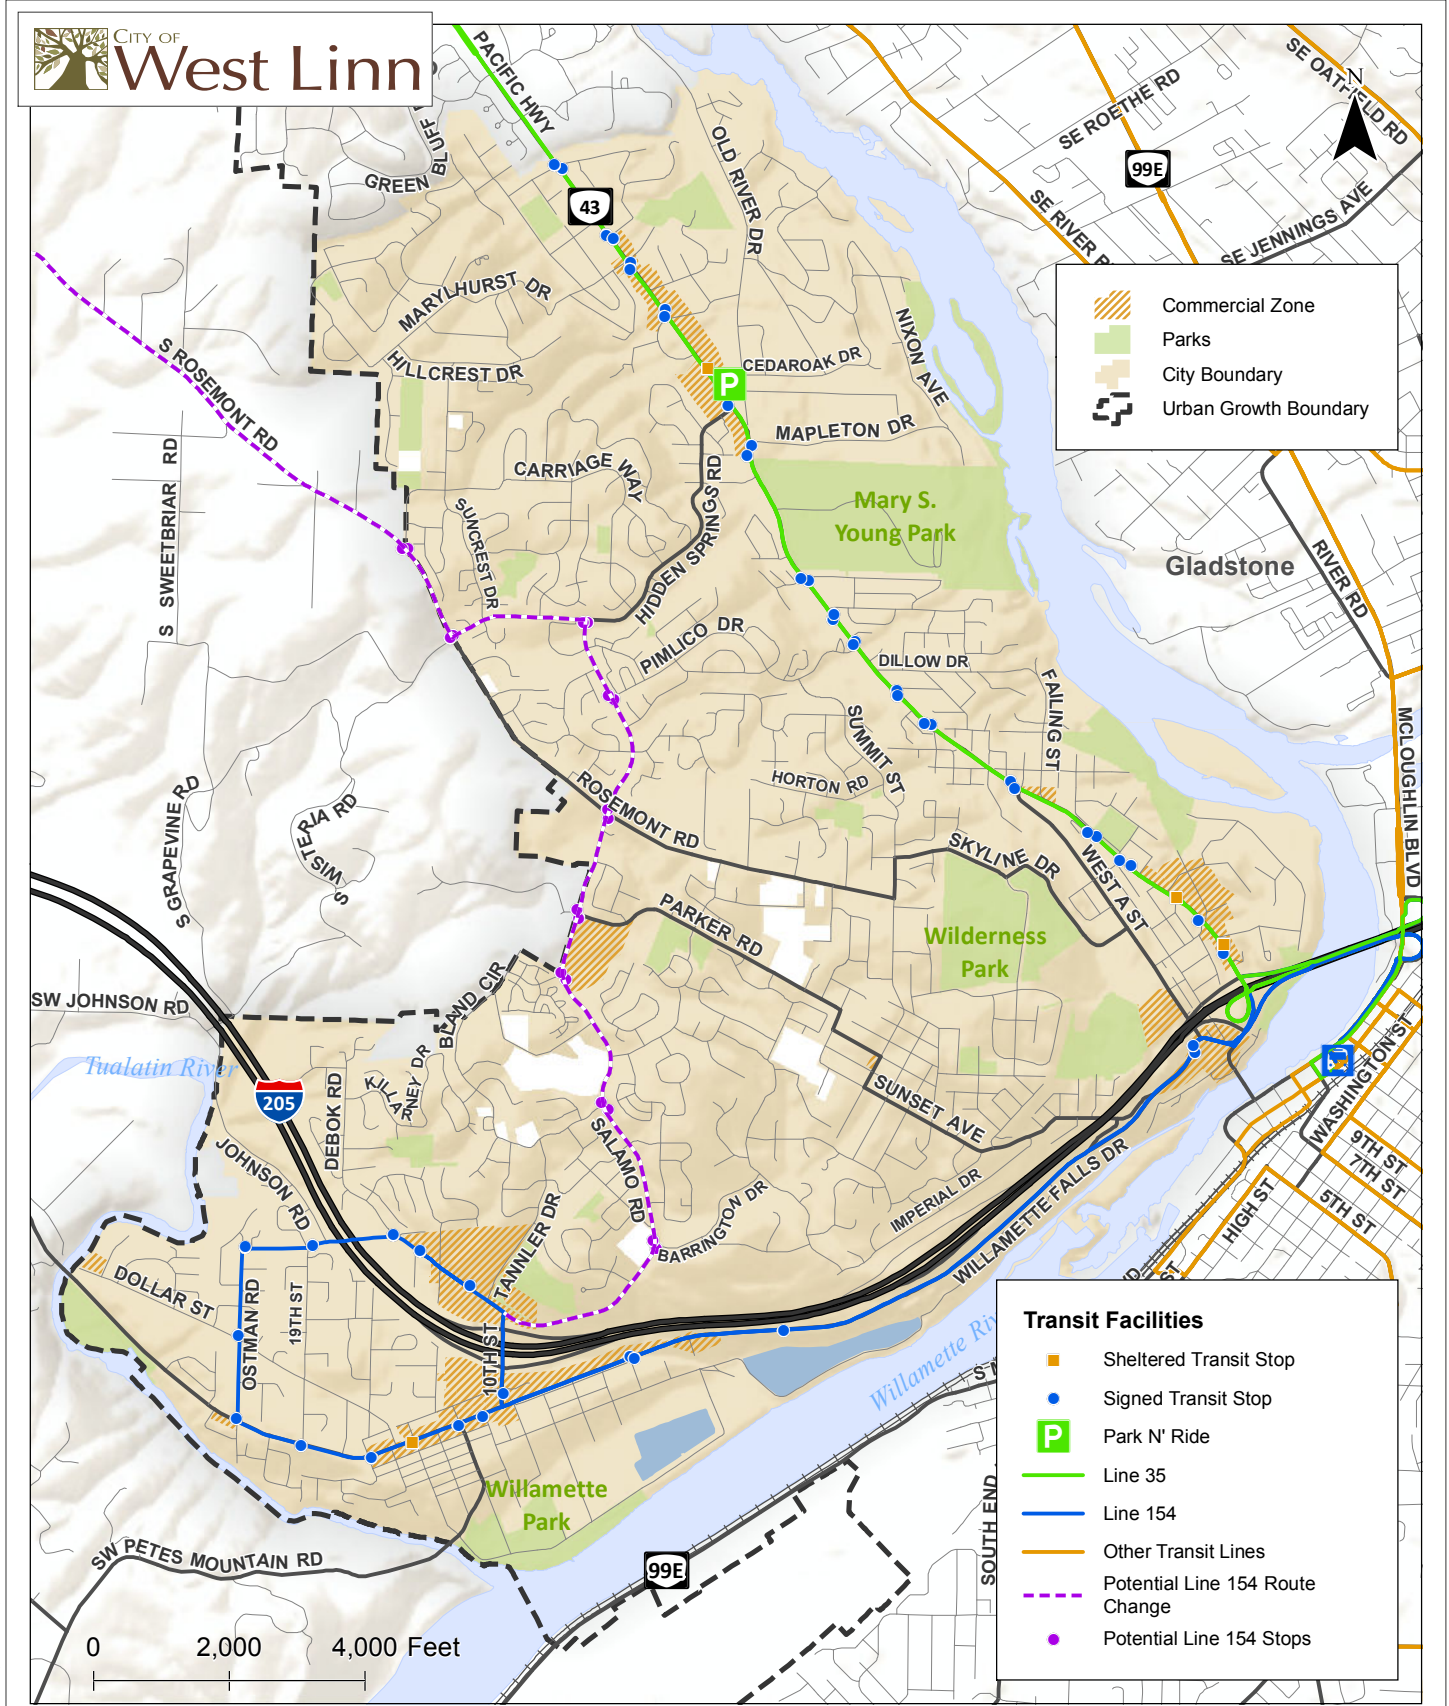 CITY OF
West Linn
PACIFIC HWY
GREEN BLUFF
43
OLD RIVER DR
SE ROETHE RD
SE OATFIELD RD
N
99E
SE RIVER R
SE JENNINGS AVE
Commercial Zone
Parks
City Boundary
Urban Growth Boundary
MARYLHURST DR
HILLCREST DR
S ROSEMONT RD
NIXON AVE
CEDAROAK DR
P
MAPLETON DR
S SWEETBRIAR RD
CARRIAGE WAY
SUNCREST DR
HIDDEN SPRINGS RD
Mary S.
Young Park
Gladstone
RIVER RD
PIMLICO DR
DILLOW DR
FAILING ST
SUMMIT ST
HORTON RD
MCLOUGHLIN BLVD
S GRAPEVINE RD
S WISTERIA RD
ROSEMONT RD
SKYLINE DR
WEST A ST
PARKER RD
Wilderness
Park
SW JOHNSON RD
BLAND CIR
Tualatin River
205
DEBOK RD
KILLARNEY DR
SUNSET AVE
WASHINGTON ST
9TH ST
7TH ST
5TH ST
HIGH ST
JOHNSON RD
SALAMO RD
TANNLER DR
BARRINGTON DR
IMPERIAL DR
WILLAMETTE FALLS DR
DOLLAR ST
OSTMAN RD
19TH ST
10TH ST
Willamette Riv
S M
ND
ST
Willamette
Park
SW PETES MOUNTAIN RD
99E
SOUTH END
Transit Facilities
Sheltered Transit Stop
Signed Transit Stop
P
Park N' Ride
Line 35
Line 154
Other Transit Lines
Potential Line 154 Route
Change
Potential Line 154 Stops
0 2,000 4,000 Feet